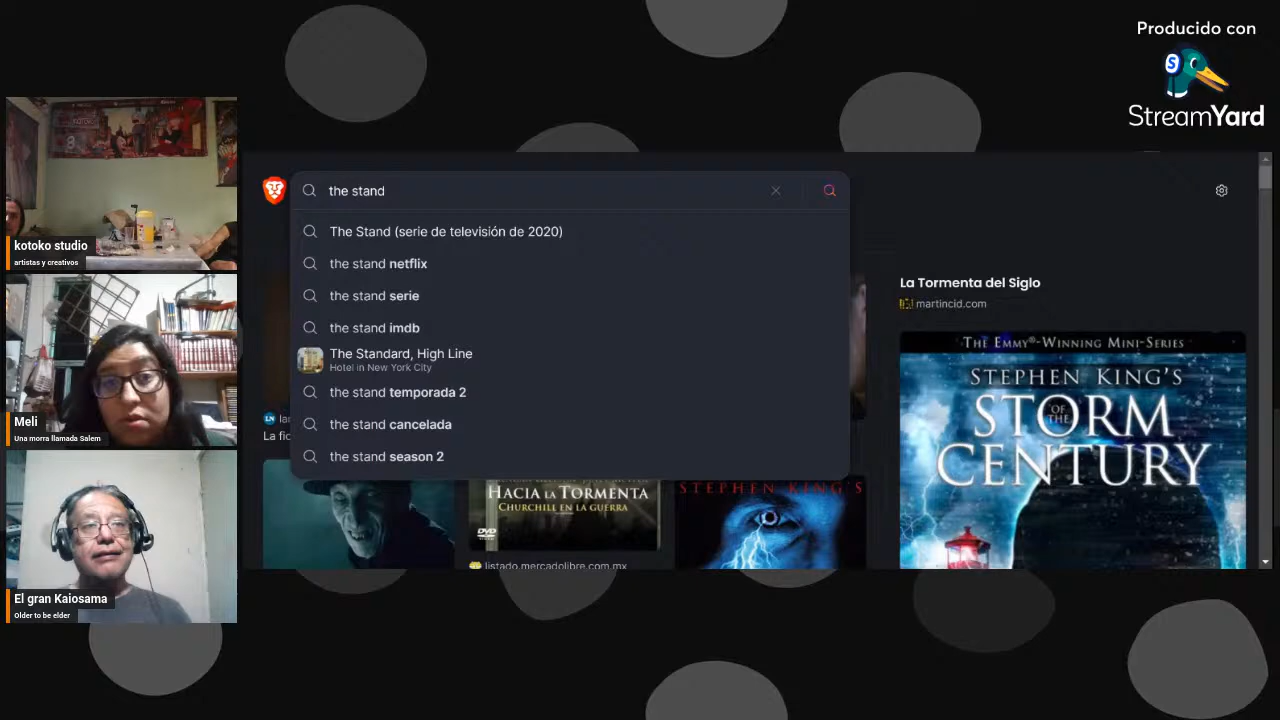 Producido con
StreamYard
kotoko studio
artistas y creativos
Meli
Una morra llamada Salem
El gran Kaiosama
Older to be elder
the stand
The Stand (serie de televisión de 2020)
the stand netflix
the stand serie
the stand imdb
The Standard, High Line
Hotel in New York City
the stand temporada 2
the stand cancelada
the stand season 2
La fic
HACIA LA TORMENTA
CHURCHILL EN LA GUERRA
DVD
listado.mercadolibre.com.mx
STEPHEN KING'S
La Tormenta del Siglo
martincid.com
THE EMMY®-WINNING MINI-SERIES
STEPHEN KING'S
STORM
OF THE
CENTURY